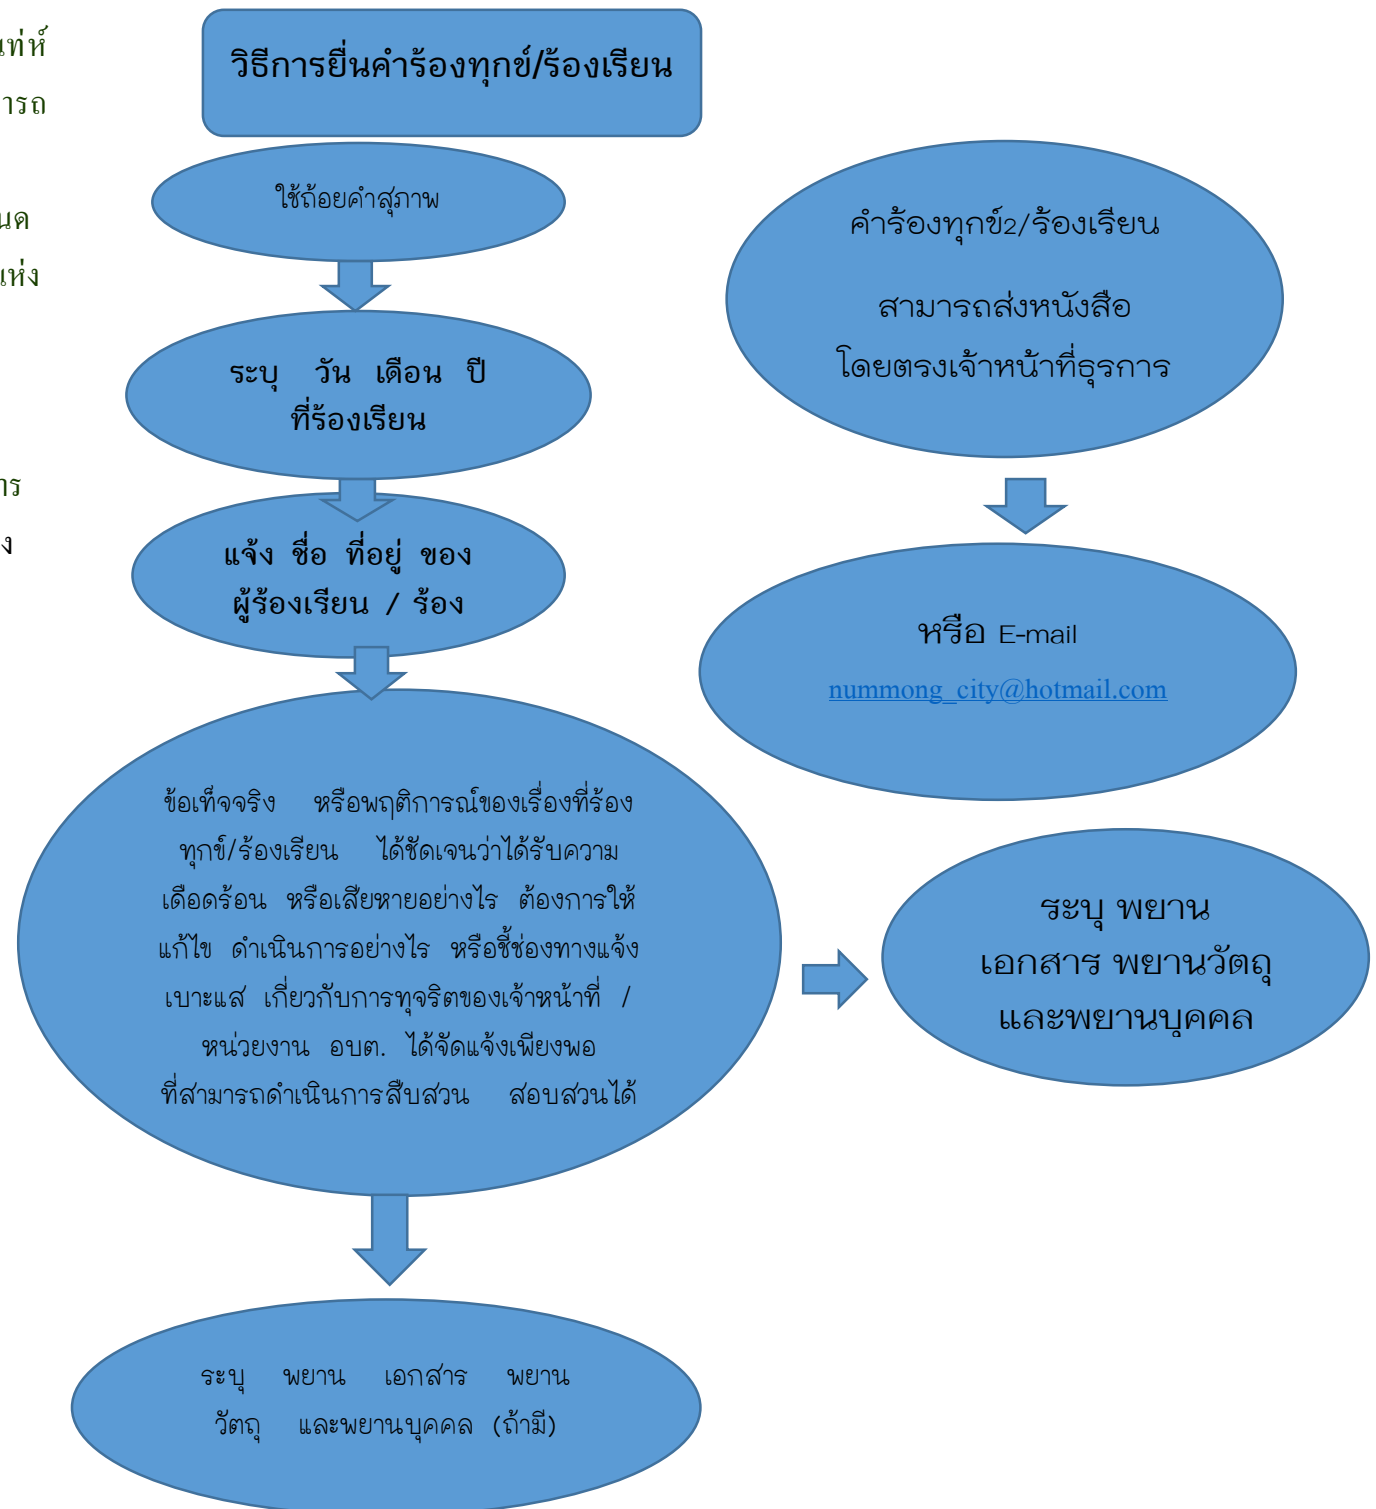 วิธีการยื่นคำร้องทุกข์/ร้องเรียน
ใช้ถ้อยคำสุภาพ
ระบุ วัน เดือน ปี
ที่ร้องเรียน
แจ้ง ชื่อ ที่อยู่ ของ
ผู้ร้องเรียน / ร้อง
ข้อเท็จจริง หรือพฤติการณ์ของเรื่องที่ร้อง
ทุกข์/ร้องเรียน ได้ชัดเจนว่าได้รับความ
เดือดร้อน หรือเสียหายอย่างไร ต้องการให้
แก้ไข ดำเนินการอย่างไร หรือชี้ช่องทางแจ้ง
เบาะแส เกี่ยวกับการทุจริตของเจ้าหน้าที่ /
หน่วยงาน อบต. ได้จัดแจ้งเพียงพอ
ที่สามารถดำเนินการสืบสวน สอบสวนได้
ระบุ พยาน เอกสาร พยาน
วัตถุ และพยานบุคคล (ถ้ามี)
คำร้องทุกข์2/ร้องเรียน
สามารถส่งหนังสือ
โดยตรงเจ้าหน้าที่ธุรการ
หรือ E-mail
nummong_city@hotmail.com
ระบุ พยาน
เอกสาร พยานวัตถุ
และพยานบุคคล